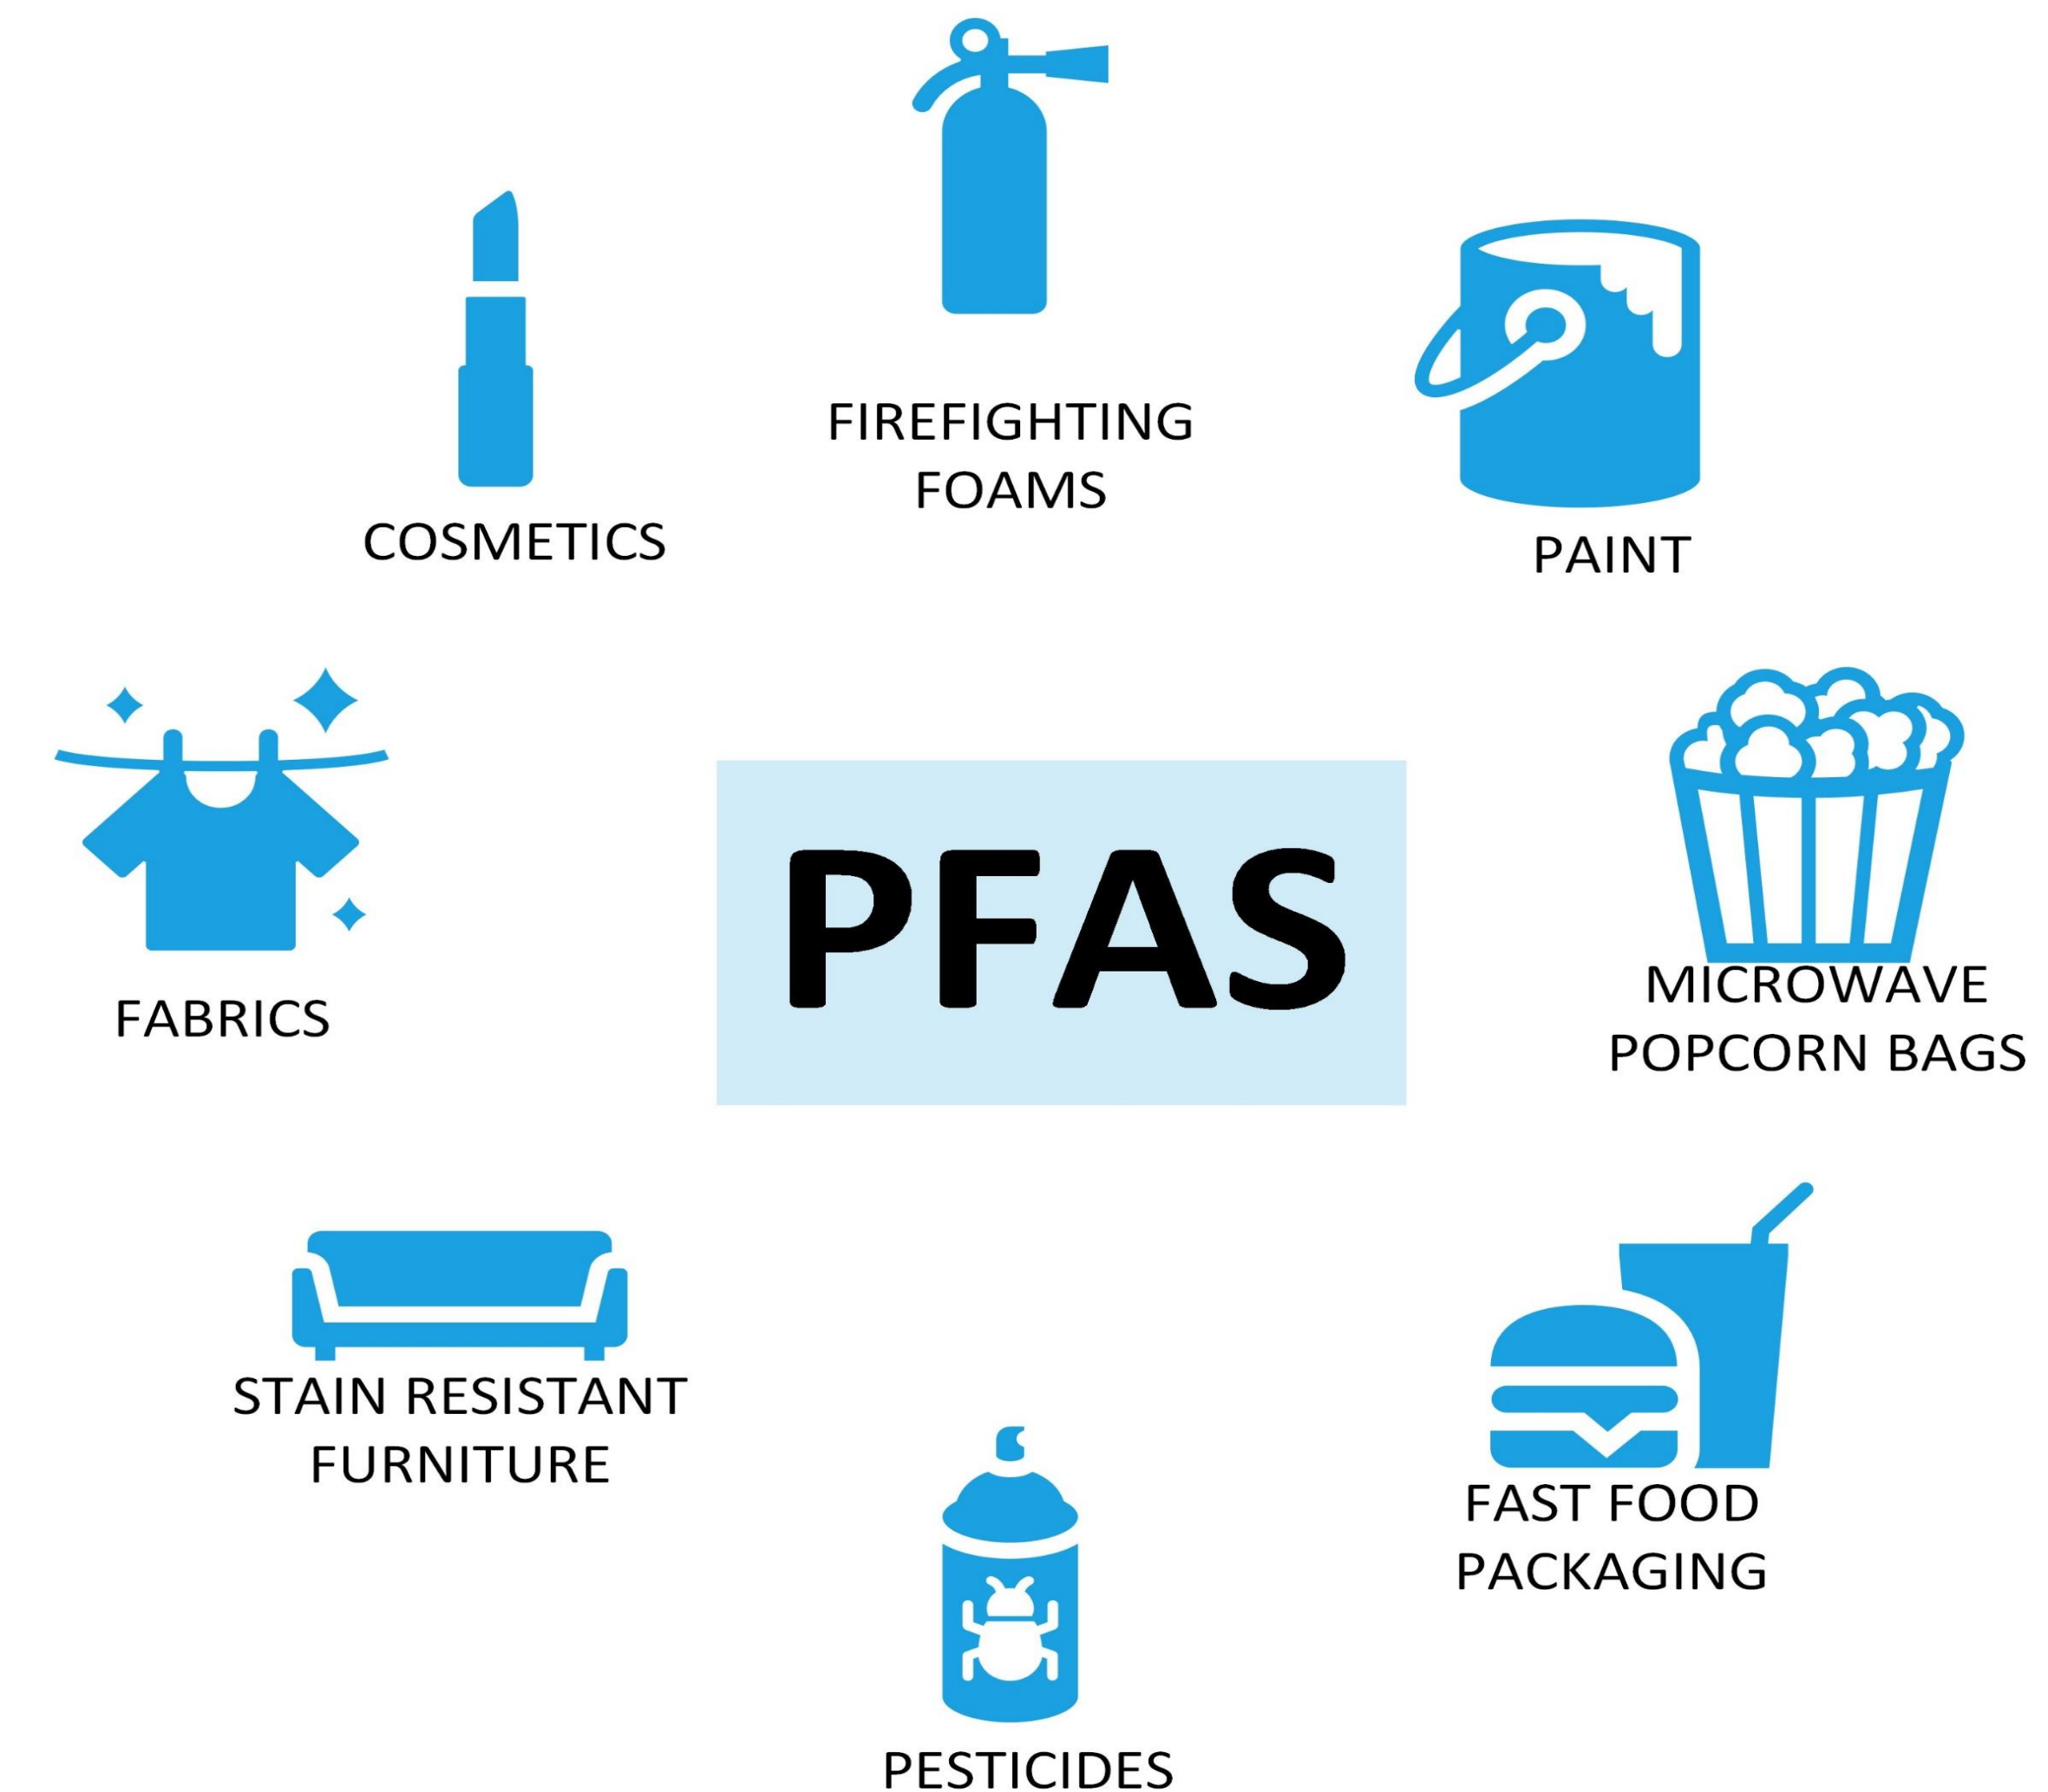 FIREFIGHTING
FOAMS
COSMETICS
PAINT
FABRICS
PFAS
MICROWAVE
POPCORN BAGS
STAIN RESISTANT
FURNITURE
FAST FOOD
PACKAGING
PESTICIDES